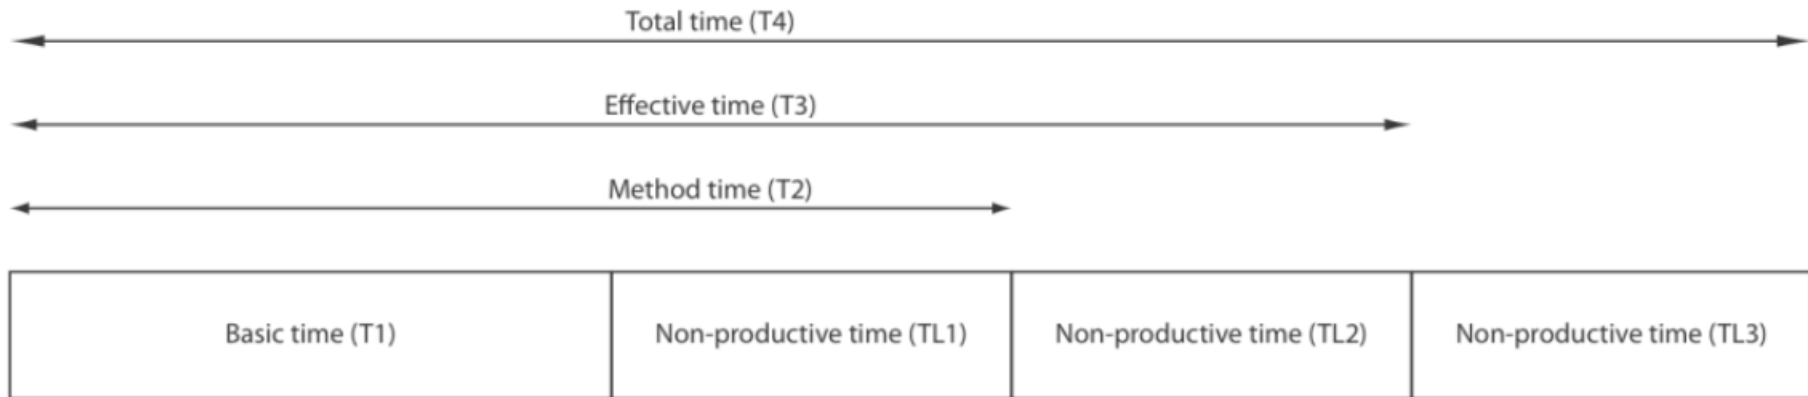 Total time (T4)
Effective time (T3)
Method time (T2)
Basic time (T1)
Non-productive time (TL1)
Non-productive time (TL2)
Non-productive time (TL3)